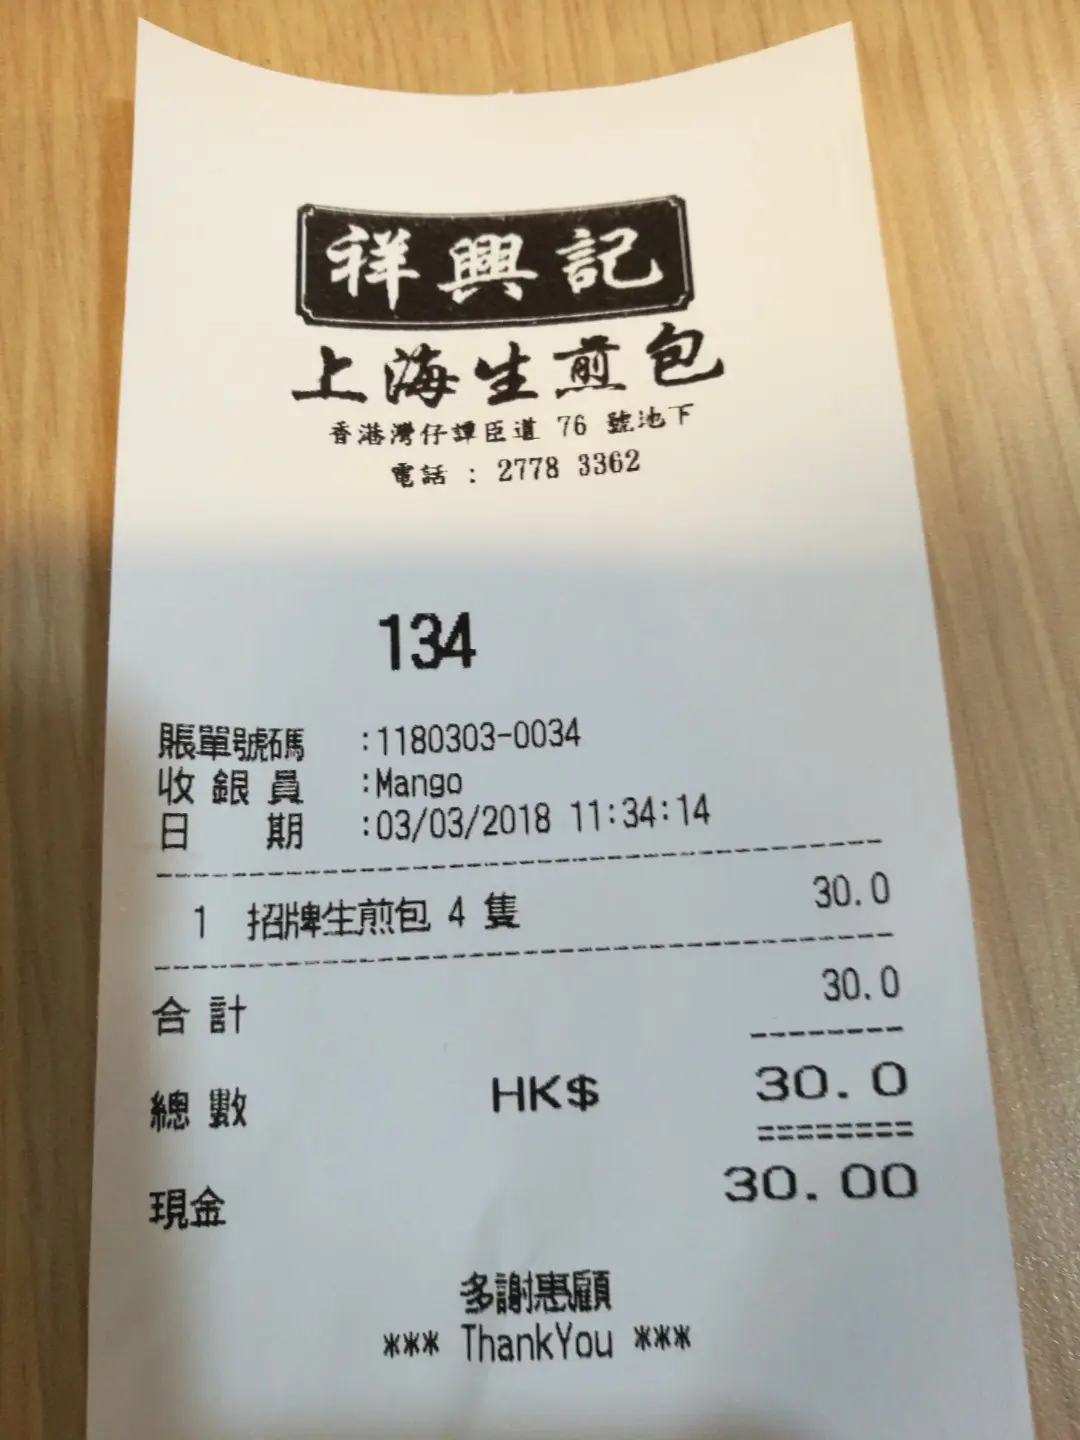 祥興記
上海生煎包
香港灣仔譚臣道 76 號地下
電話 : 2778 3362
134
賬單號碼 :1180303-0034
收銀員 :Mango
日期 :03/03/2018 11:34:14
1 招牌生煎包 4 隻 30.0
合計 30.0
總數 HK$ 30.0
現金 30.00
多謝惠顧
*** ThankYou ***